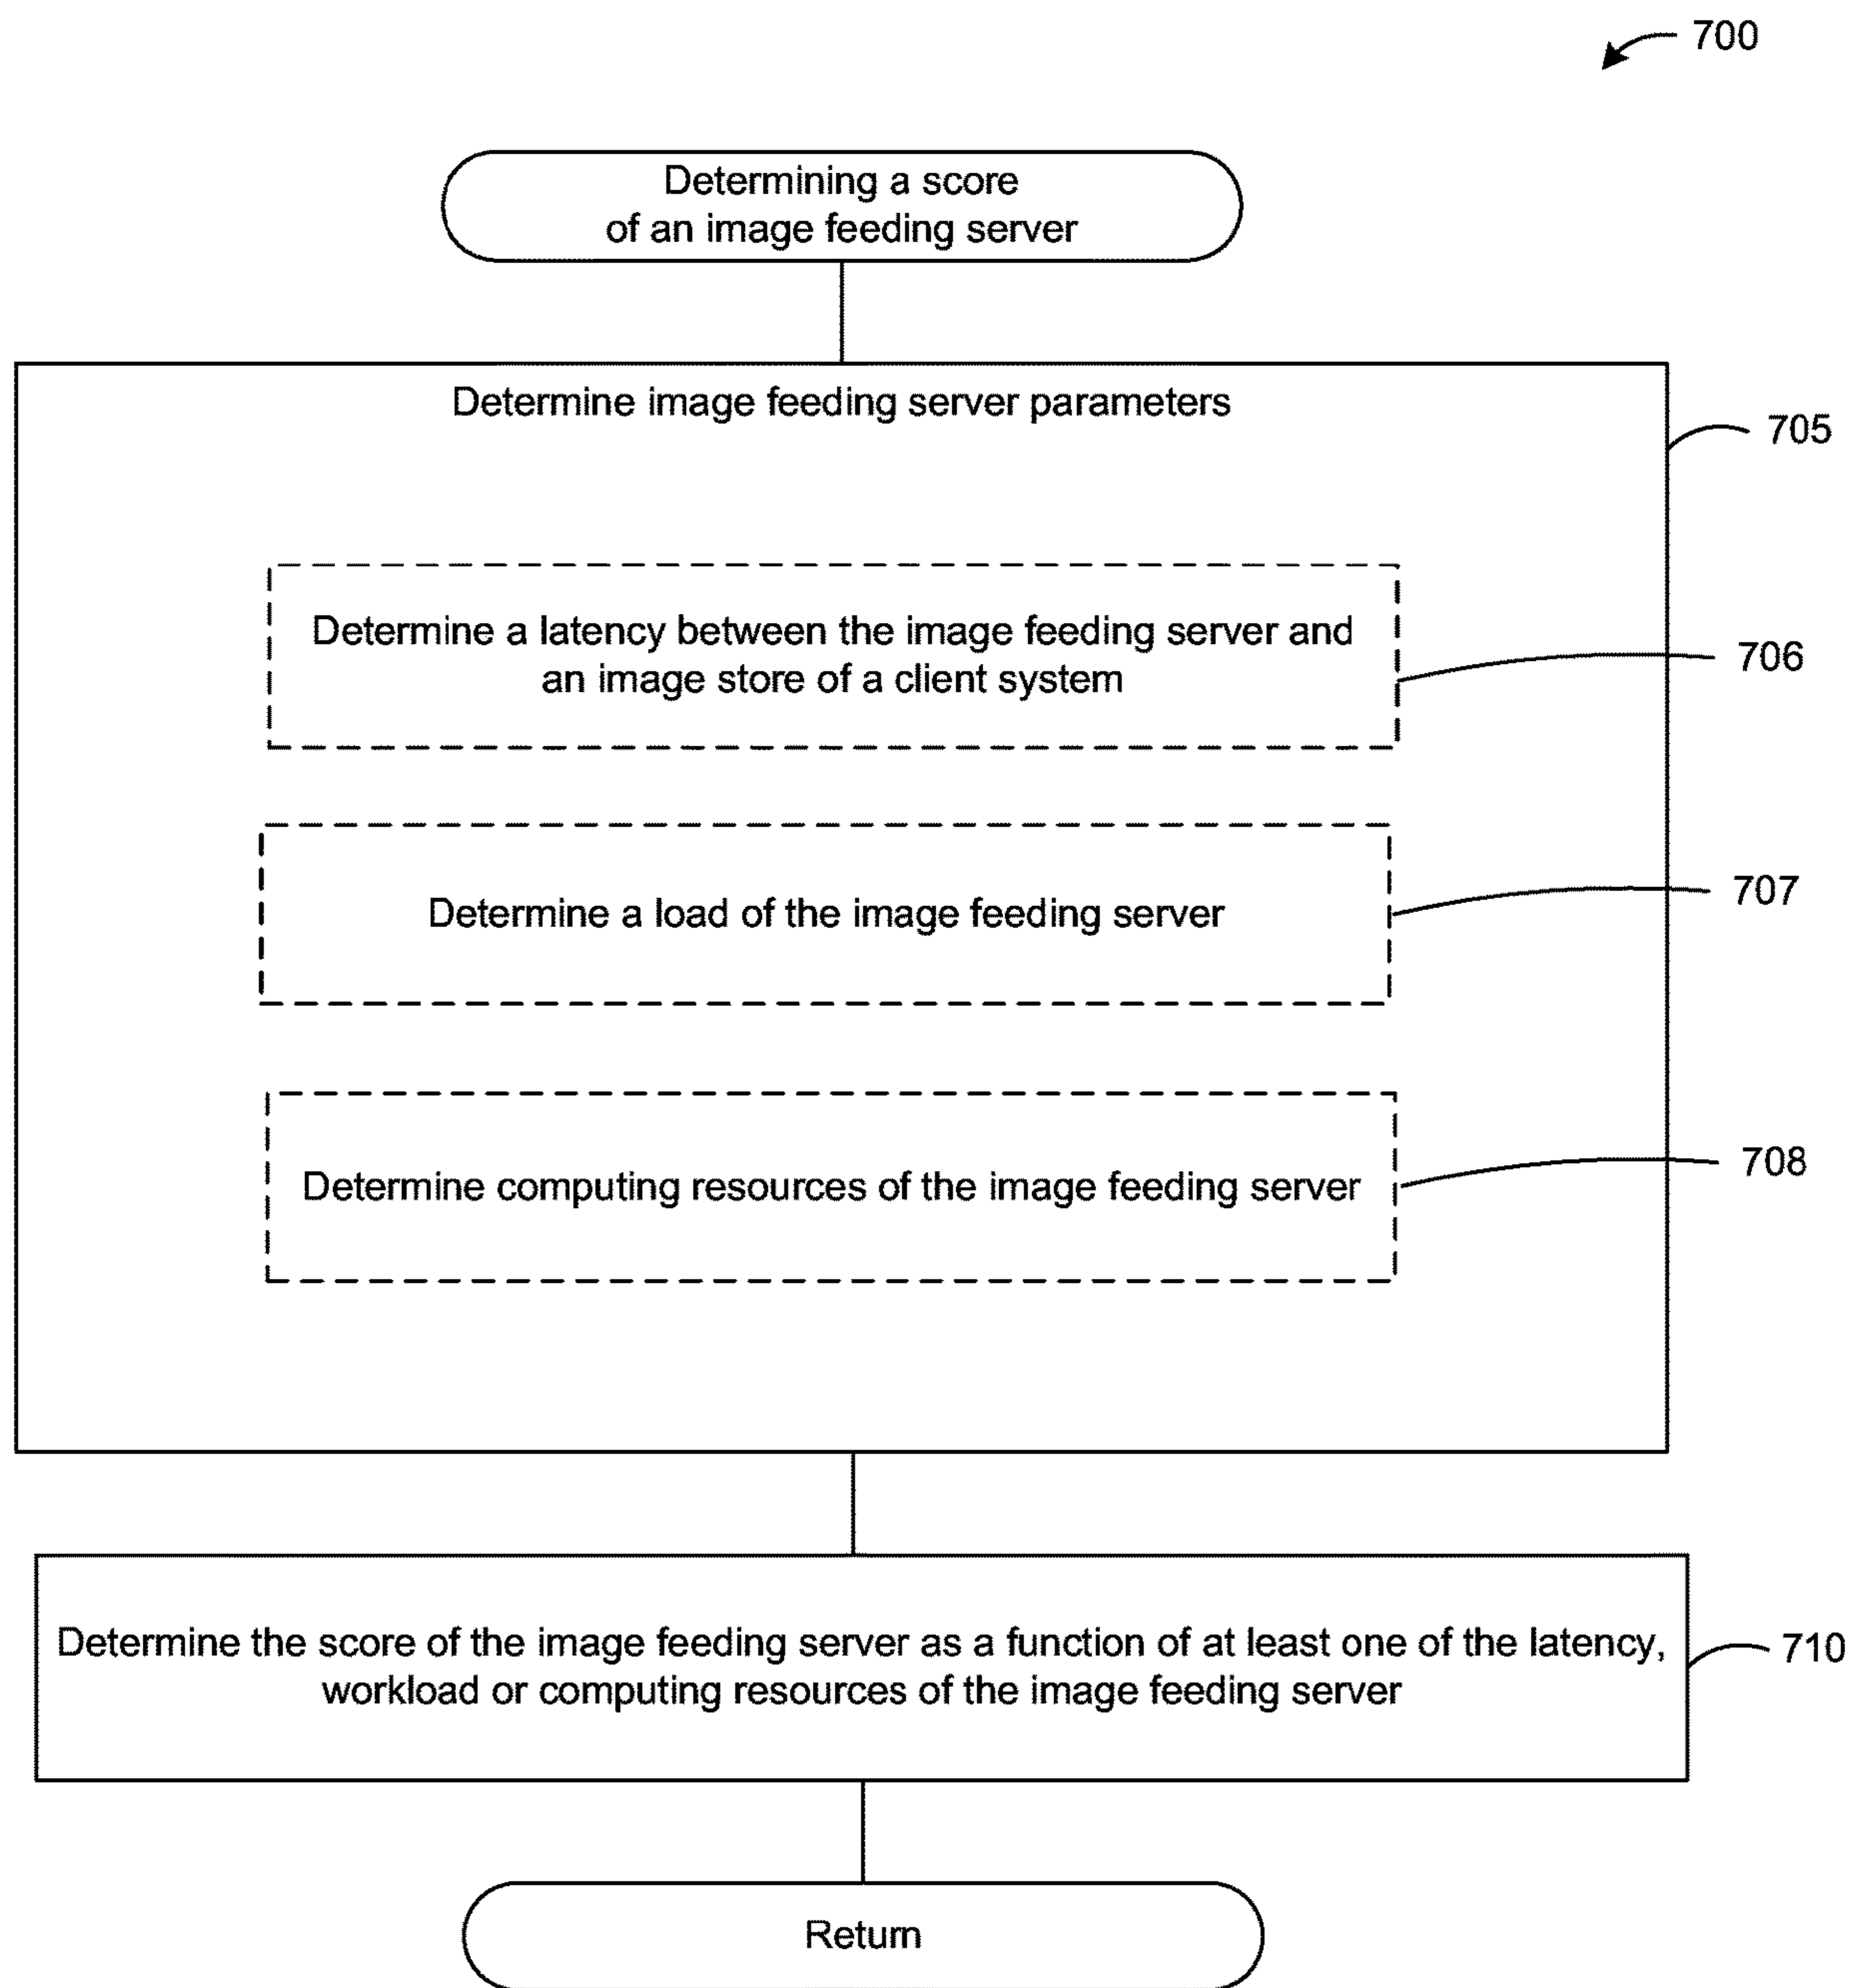 700
Determining a score
of an image feeding server
Determine image feeding server parameters
705
Determine a latency between the image feeding server and
an image store of a client system
706
Determine a load of the image feeding server
707
Determine computing resources of the image feeding server
708
Determine the score of the image feeding server as a function of at least one of the latency,
workload or computing resources of the image feeding server
710
Return